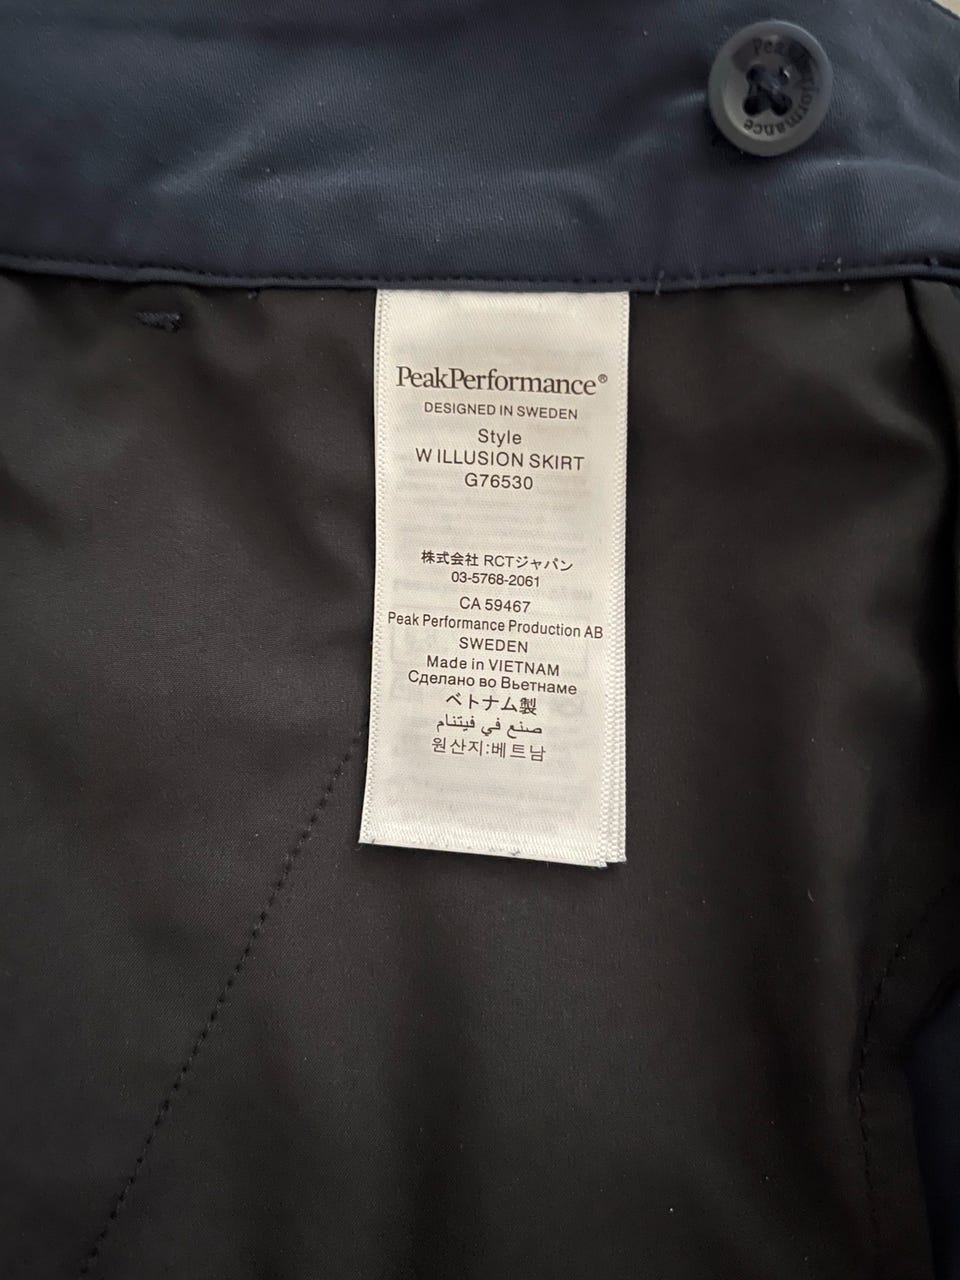 Peak Performance
PeakPerformance®
DESIGNED IN SWEDEN
Style
W ILLUSION SKIRT
G76530
株式会社 RCTジャパン
03-5768-2061
CA 59467
Peak Performance Production AB
SWEDEN
Made in VIETNAM
Сделано во Вьетнаме
ベトナム製
صنع في فيتنام
원산지:베트남